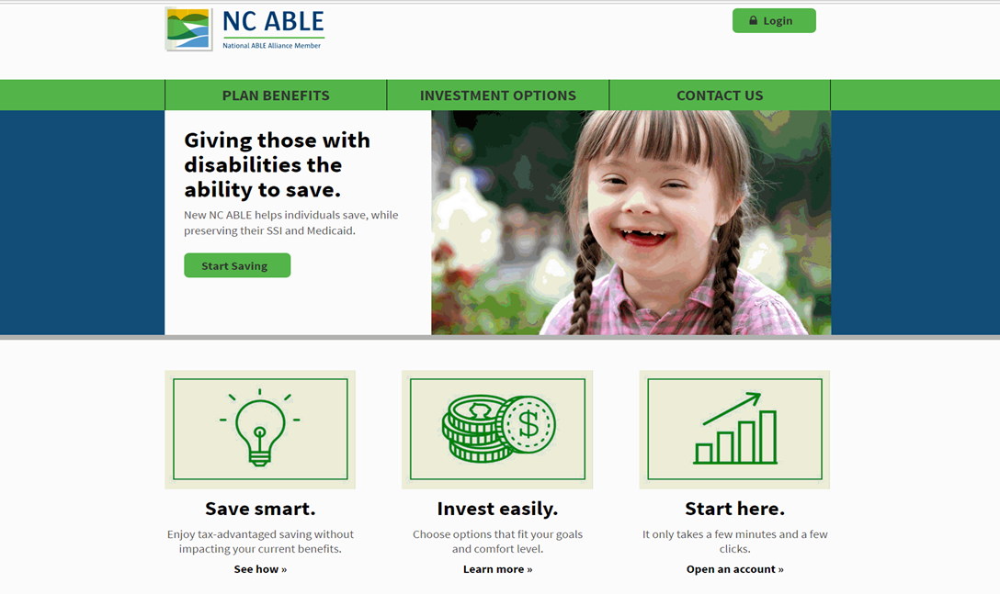 NC ABLE
National ABLE Alliance Member
Login
PLAN BENEFITS
INVESTMENT OPTIONS
CONTACT US
Giving those with
disabilities the
ability to save.
New NC ABLE helps individuals save, while
preserving their SSI and Medicaid.
Start Saving
$
Save smart.
Enjoy tax-advantaged saving without
impacting your current benefits.
See how »
Invest easily.
Choose options that fit your goals
and comfort level.
Learn more »
Start here.
It only takes a few minutes and a few
clicks.
Open an account »